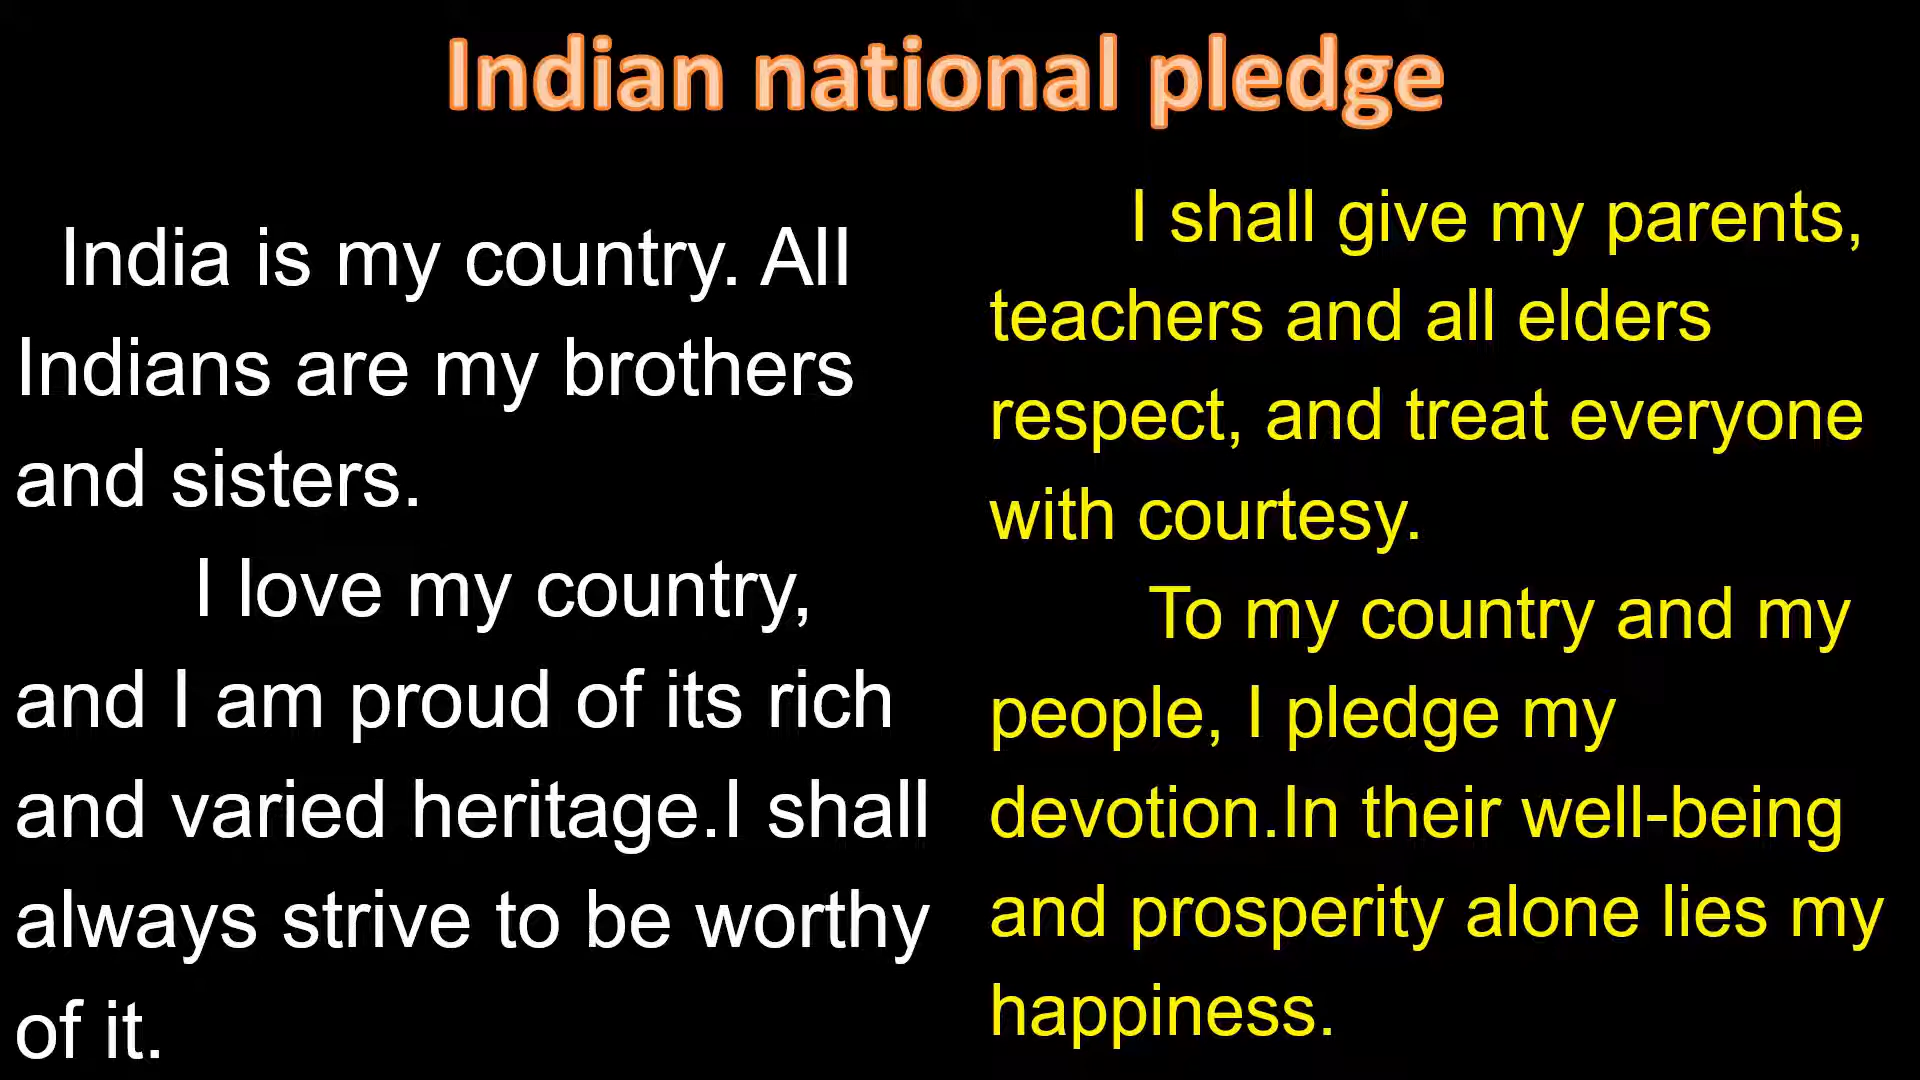 Indian national pledge
India is my country. All
Indians are my brothers
and sisters.
I love my country,
and I am proud of its rich
and varied heritage.I shall
always strive to be worthy
of it.
I shall give my parents,
teachers and all elders
respect, and treat everyone
with courtesy.
To my country and my
people, I pledge my
devotion.In their well-being
and prosperity alone lies my
happiness.